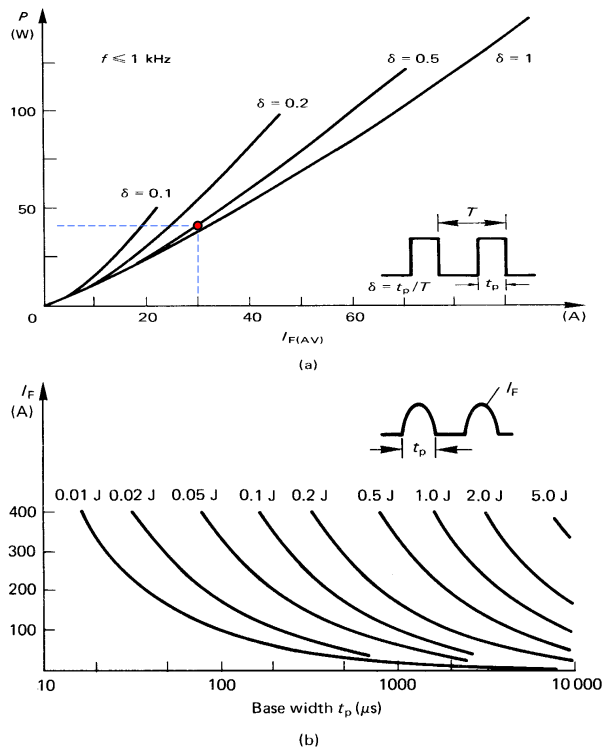 P
(W)
f ⩽ 1 kHz
δ = 0.5
δ = 1
100
δ = 0.2
δ = 0.1
50
T
δ = tp/T
tp
0
20
40
60
(A)
IF(AV)
(a)
IF
(A)
IF
tp
0.01 J 0.02 J 0.05 J 0.1 J 0.2 J 0.5 J 1.0 J 2.0 J 5.0 J
400
300
200
100
10
100
1000
10 000
Base width tp (μs)
(b)